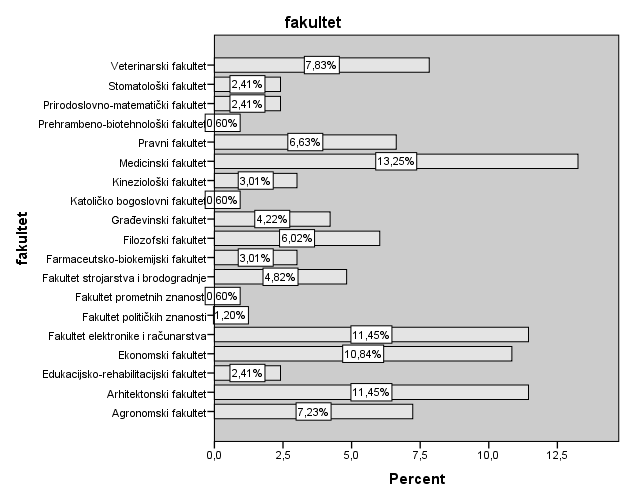 fakultet
Veterinarski fakultet 7,83%
Stomatološki fakultet 2,41%
Prirodoslovno-matematički fakultet 2,41%
Prehrambeno-biotehnološki fakultet 0,60%
Pravni fakultet 6,63%
Medicinski fakultet 13,25%
Kineziološki fakultet 3,01%
Katoličko bogoslovni fakultet 0,60%
Građevinski fakultet 4,22%
Filozofski fakultet 6,02%
Farmaceutsko-biokemijski fakultet 3,01%
Fakultet strojarstva i brodogradnje 4,82%
Fakultet prometnih znanosti 0,60%
Fakultet političkih znanosti 1,20%
Fakultet elektronike i računarstva 11,45%
Ekonomski fakultet 10,84%
Edukacijsko-rehabilitacijski fakultet 2,41%
Arhitektonski fakultet 11,45%
Agronomski fakultet 7,23%
fakultet
0,0 2,5 5,0 7,5 10,0 12,5
Percent